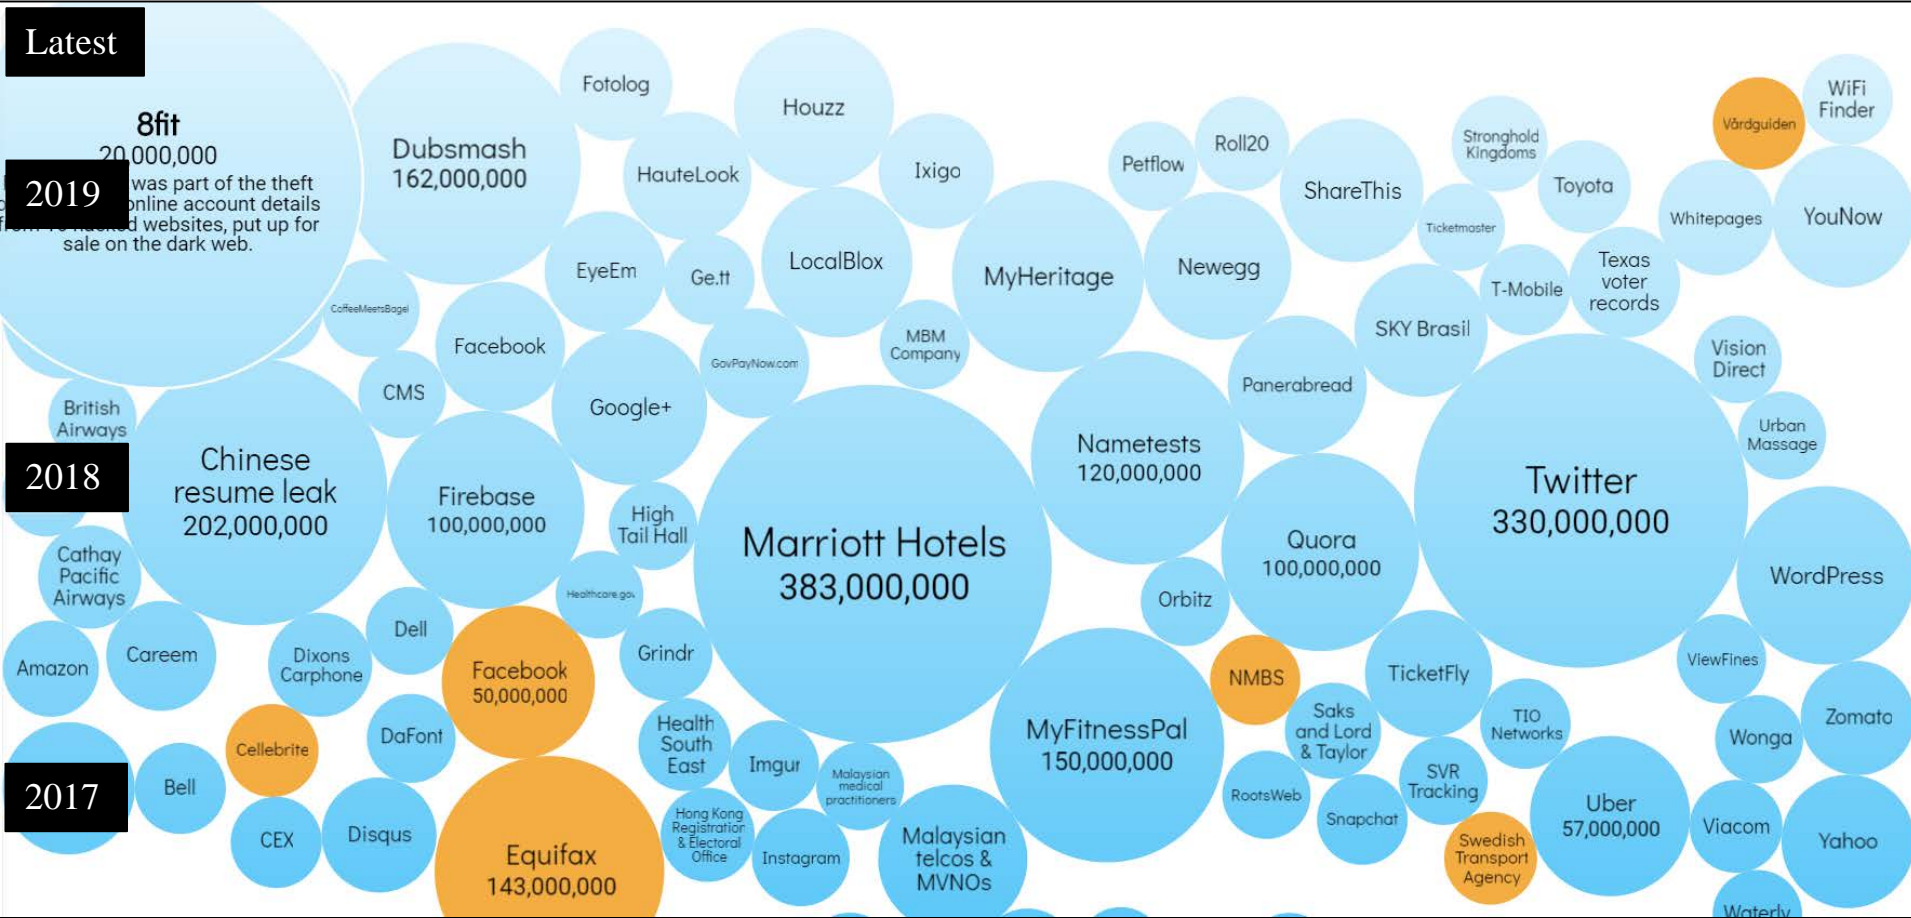 Latest
8fit
20,000,000
was part of the theft
2019
online account details
hacked websites, put up for
sale on the dark web.
Dubsmash
162,000,000
Fotolog
HauteLook
Houzz
Ixigo
Petflow
Roll20
ShareThis
Stronghold
Kingdoms
Toyota
Ticketmaster
Vårdguiden
WiFi
Finder
Whitepages
YouNow
CoffeeMeetsBagel
EyeEm
Ge.tt
LocalBlox
MyHeritage
Newegg
T-Mobile
Texas
voter
records
SKY Brasil
Facebook
GovPayNow.com
MBM
Company
Panerabread
Vision
Direct
Urban
Massage
British
Airways
CMS
Google+
2018
Chinese
resume leak
202,000,000
Firebase
100,000,000
High
Tail Hall
Marriott Hotels
383,000,000
Nametests
120,000,000
Quora
100,000,000
Twitter
330,000,000
WordPress
Cathay
Pacific
Airways
Healthcare.gov
Orbitz
Amazon
Careem
Dixons
Carphone
Dell
Facebook
50,000,000
Grindr
NMBS
TicketFly
ViewFines
Zomato
Cellebrite
DaFont
Health
South
East
Imgur
Malaysian
medical
practitioners
MyFitnessPal
150,000,000
Saks
and Lord
& Taylor
TIO
Networks
Wonga
2017
Bell
CEX
Disqus
Equifax
143,000,000
Hong Kong
Registration
& Electoral
Office
Instagram
Malaysian
telcos &
MVNOs
RootsWeb
Snapchat
SVR
Tracking
Swedish
Transport
Agency
Uber
57,000,000
Viacom
Yahoo
Waterly